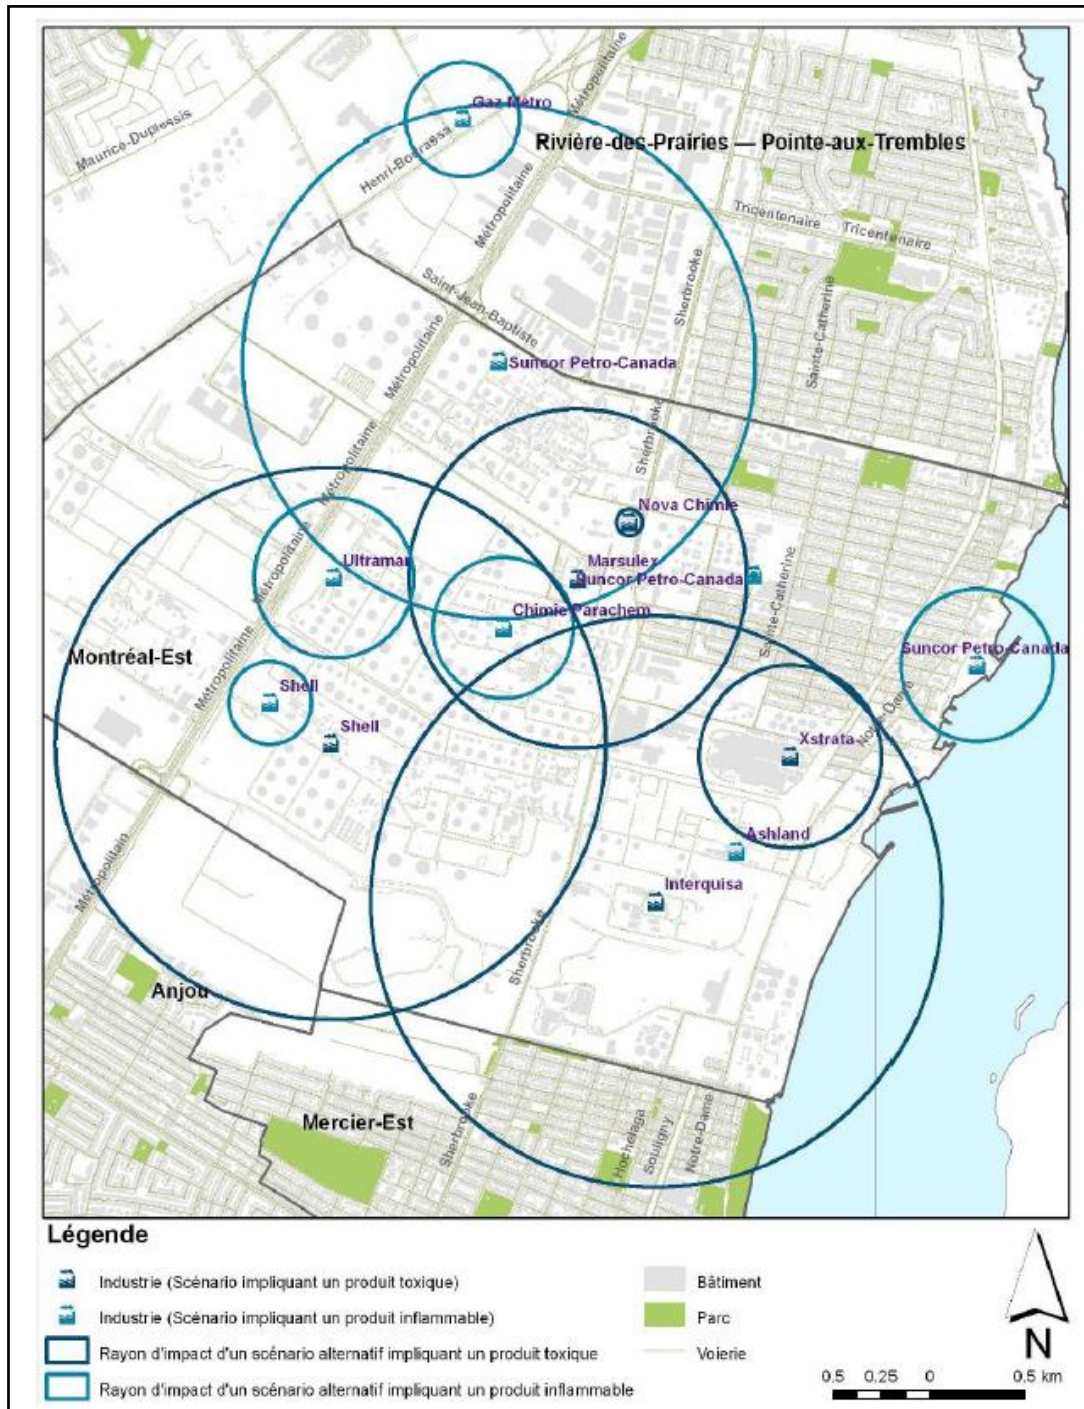 Gaz Métro
Métropolitaine
Maurice-Duplessis
Henri-Bourassa
Rivière-des-Prairies — Pointe-aux-Trembles
Métropolitaine
Tricentenaire
Tricentenaire
Saint-Jean-Baptiste
Sherbrooke
Sainte-Catherine
Métropolitaine
Suncor Petro-Canada
Sherbrooke
Métropolitaine
Nova Chimie
Métropolitaine
Ultramar
Marsulex
Suncor Petro-Canada
Sainte-Catherine
Chimie Parachem
Montréal-Est
Métropolitaine
Suncor Petro-Canada
Shell
Shell
Notre-Dame
Xstrata
Ashland
Métropolitain
Interquisa
Sherbrooke
Anjou
Mercier-Est
Sherbrooke
Hochelaga
Souligny
Notre-Dame
Légende
Industrie (Scénario impliquant un produit toxique)
Industrie (Scénario impliquant un produit inflammable)
Rayon d'impact d'un scénario alternatif impliquant un produit toxique
Rayon d'impact d'un scénario alternatif impliquant un produit inflammable
Bâtiment
Parc
Voierie
N
0.5 0.25 0 0.5 km